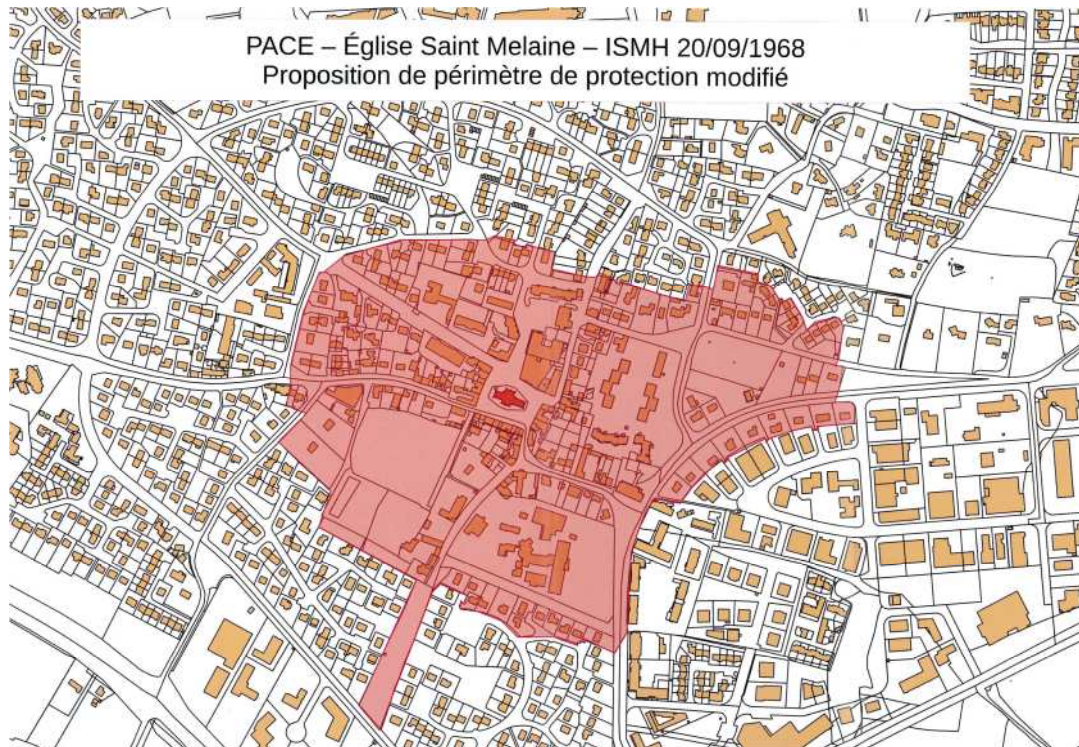 PACE – Église Saint Melaine – ISMH 20/09/1968
Proposition de périmètre de protection modifié